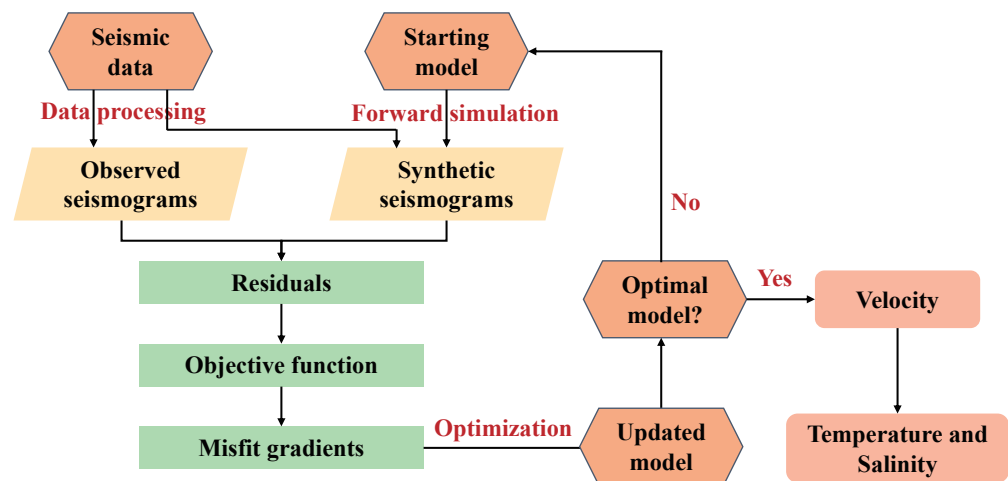 Seismic
data
Starting
model
Data processing
Forward simulation
Observed
seismograms
Synthetic
seismograms
No
Residuals
Optimal
model?
Yes
Velocity
Objective function
Misfit gradients
Optimization
Updated
model
Temperature and
Salinity